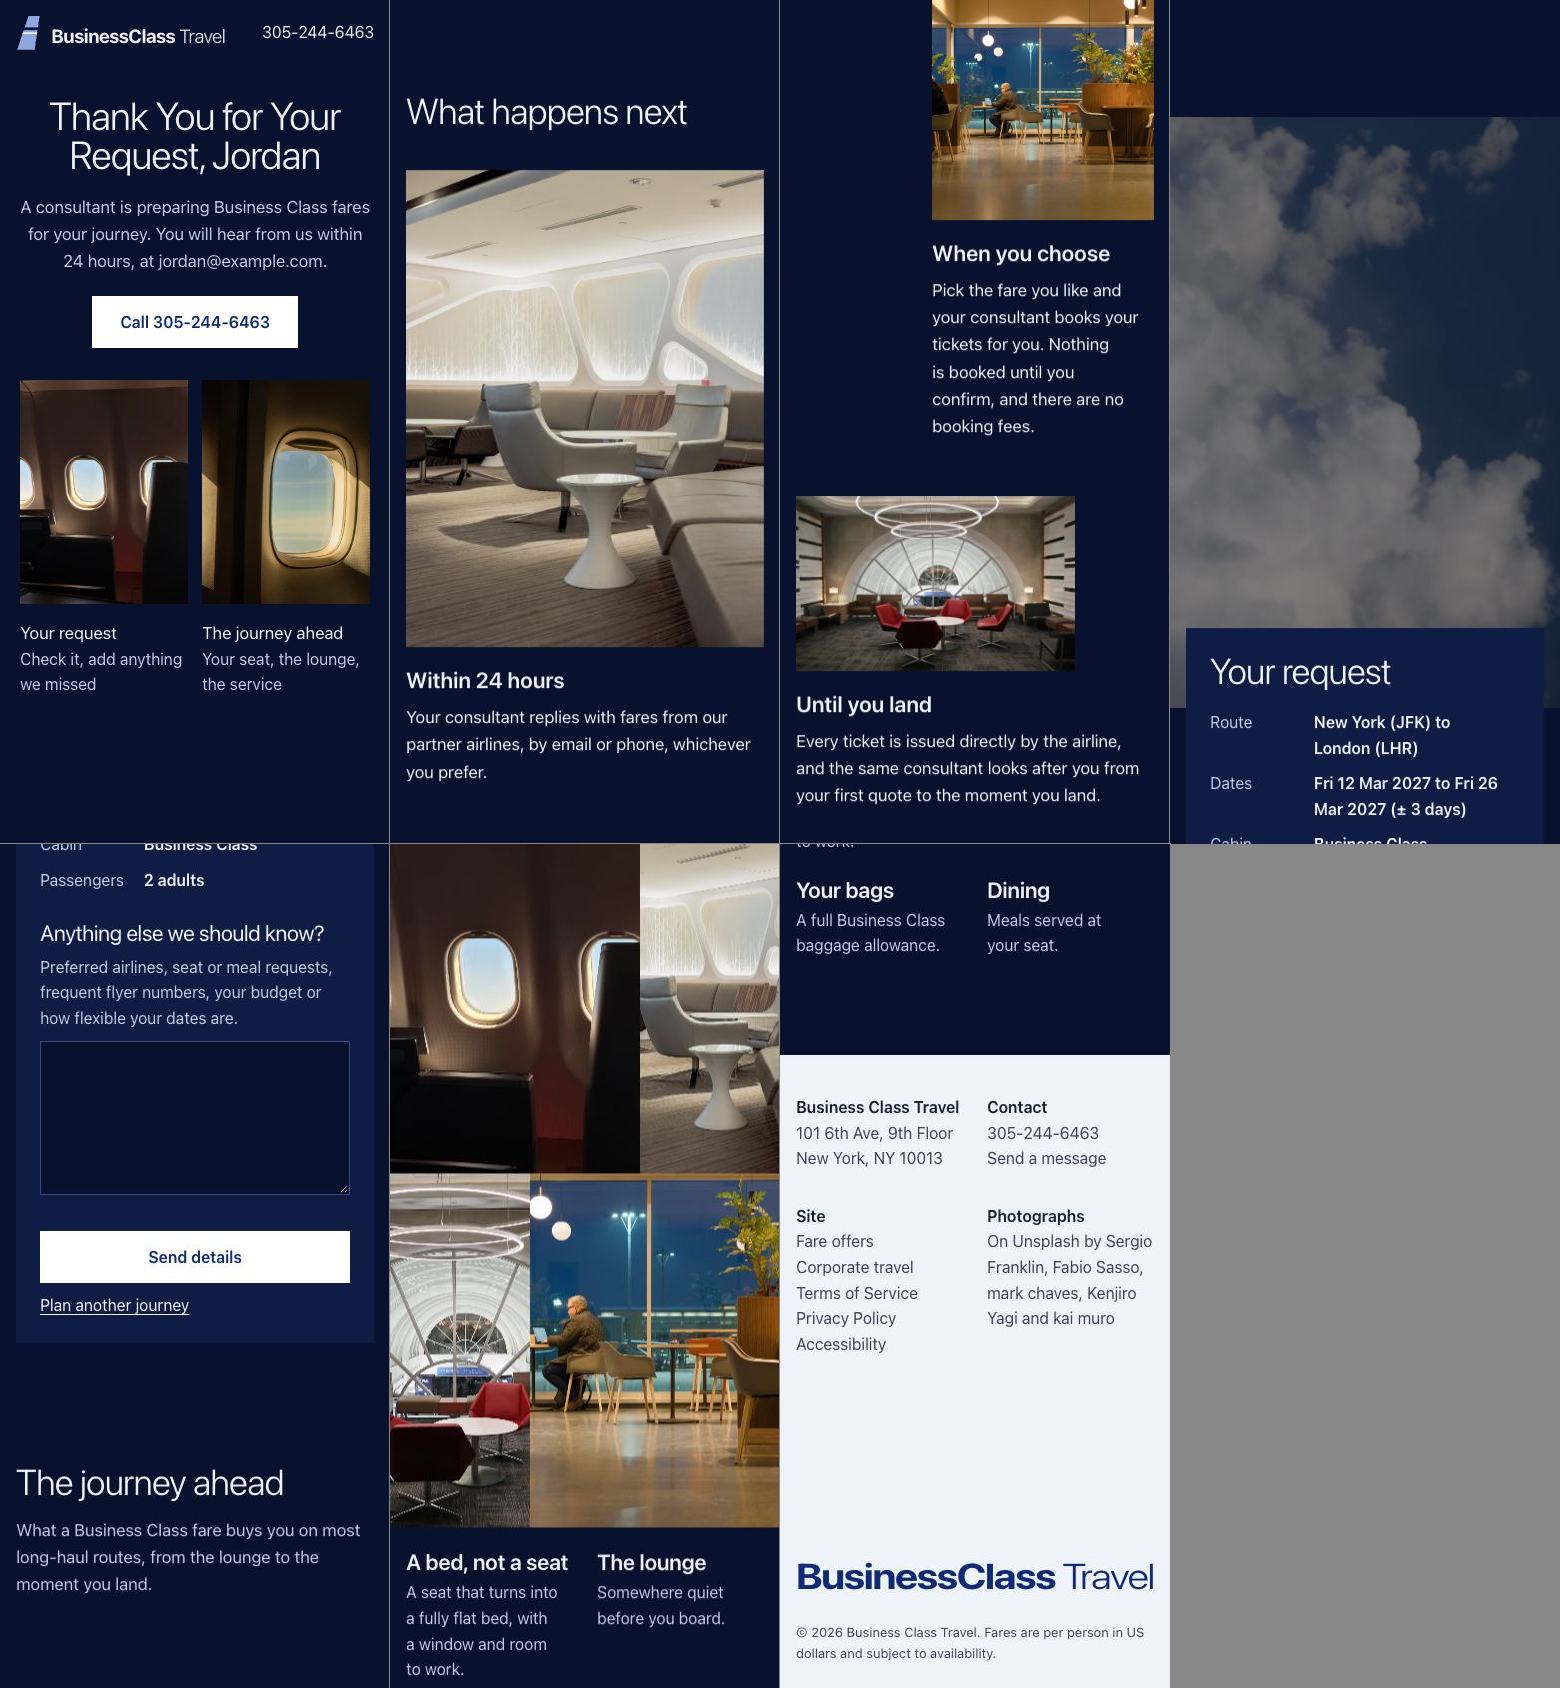 BusinessClass Travel
305-244-6463
Thank You for Your
Request, Jordan
A consultant is preparing Business Class fares
for your journey. You will hear from us within
24 hours, at jordan@example.com.
Call 305-244-6463
Your request
Check it, add anything
we missed
The journey ahead
Your seat, the lounge,
the service
What happens next
Within 24 hours
Your consultant replies with fares from our
partner airlines, by email or phone, whichever
you prefer.
When you choose
Pick the fare you like and
your consultant books your
tickets for you. Nothing
is booked until you
confirm, and there are no
booking fees.
Until you land
Every ticket is issued directly by the airline,
and the same consultant looks after you from
your first quote to the moment you land.
Your request
Route
New York (JFK) to
London (LHR)
Dates
Fri 12 Mar 2027 to Fri 26
Mar 2027 (± 3 days)
Cabin
Business Class
Cabin
Business Class
Passengers
2 adults
Anything else we should know?
Preferred airlines, seat or meal requests,
frequent flyer numbers, your budget or
how flexible your dates are.
Send details
Plan another journey
The journey ahead
What a Business Class fare buys you on most
long-haul routes, from the lounge to the
moment you land.
A bed, not a seat
A seat that turns into
a fully flat bed, with
a window and room
to work.
The lounge
Somewhere quiet
before you board.
to work.
Your bags
A full Business Class
baggage allowance.
Dining
Meals served at
your seat.
Business Class Travel
101 6th Ave, 9th Floor
New York, NY 10013
Contact
305-244-6463
Send a message
Site
Fare offers
Corporate travel
Terms of Service
Privacy Policy
Accessibility
Photographs
On Unsplash by Sergio
Franklin, Fabio Sasso,
mark chaves, Kenjiro
Yagi and kai muro
BusinessClass Travel
© 2026 Business Class Travel. Fares are per person in US
dollars and subject to availability.